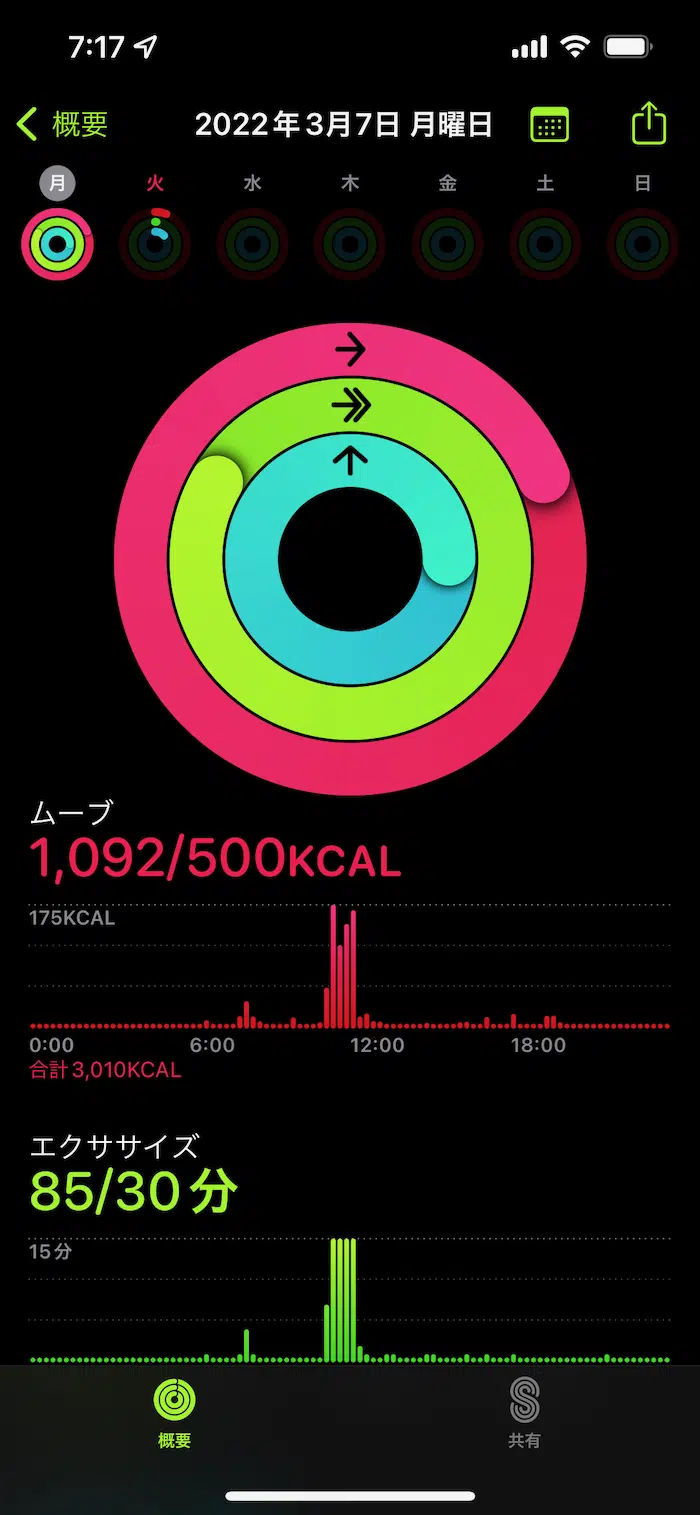 7:17
概要 2022年3月7日 月曜日
月 火 水 木 金 土 日
ムーブ
1,092/500KCAL
175KCAL
0:00 6:00 12:00 18:00
合計3,010KCAL
エクササイズ
85/30分
15分
概要 共有